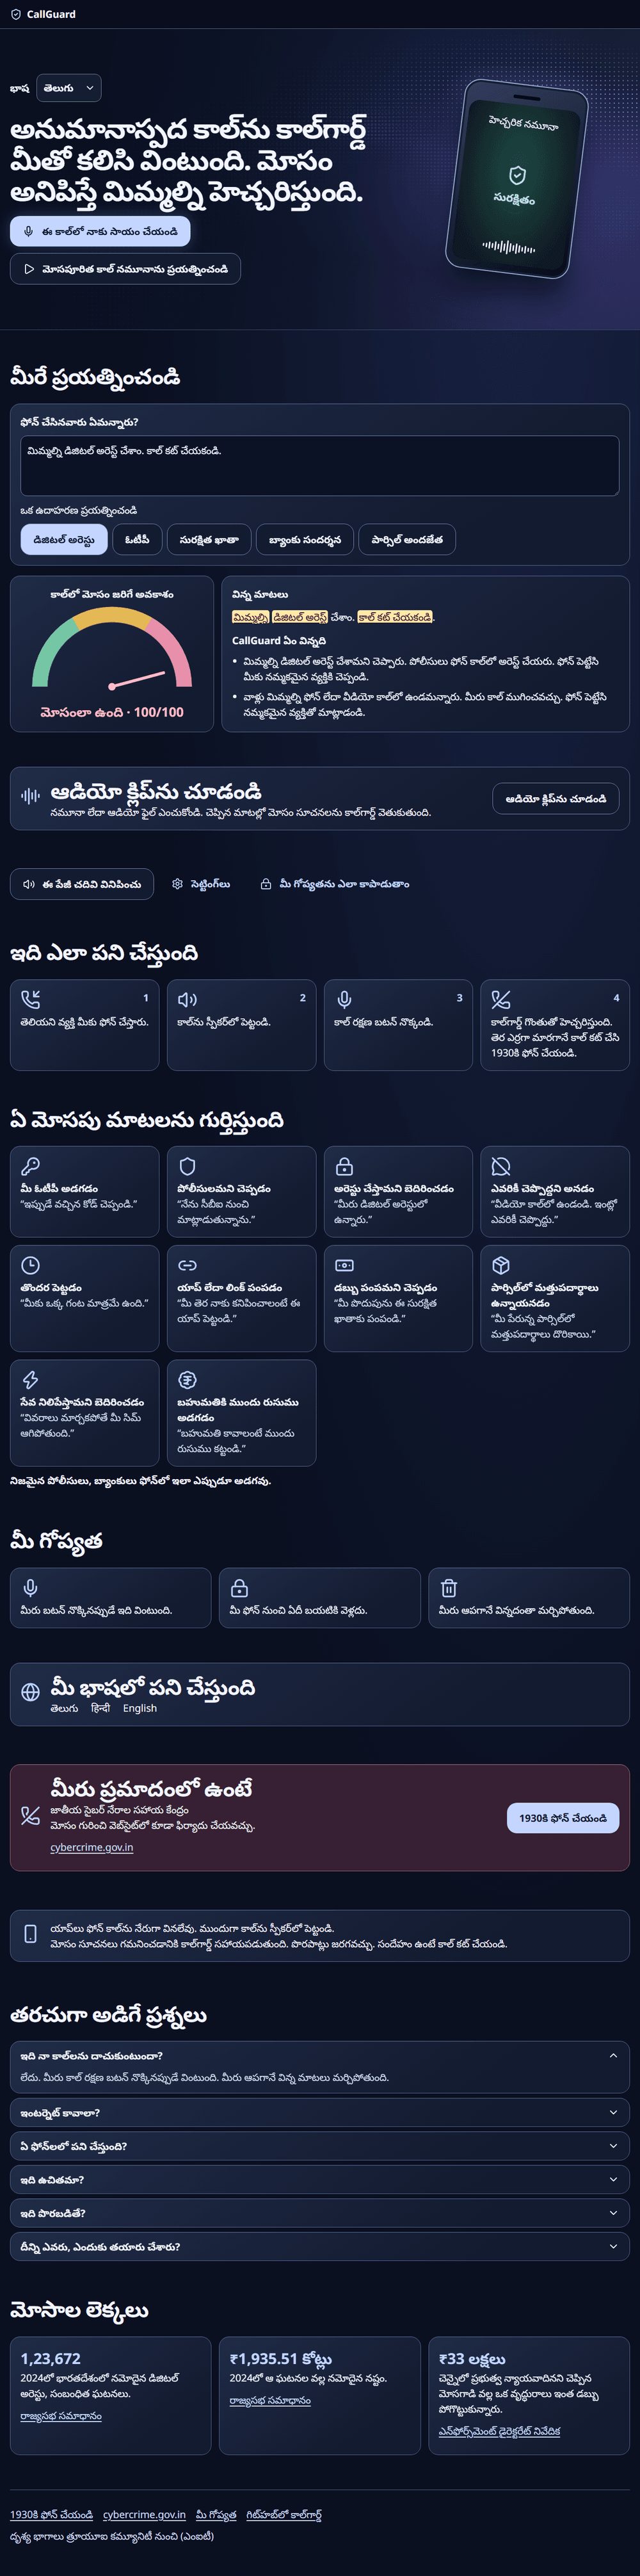 CallGuard
భాష తెలుగు
అనుమానాస్పద కాల్‌ను కాల్‌గార్డ్
మీతో కలిసి వింటుంది. మోసం
అనిపిస్తే మిమ్మల్ని హెచ్చరిస్తుంది.
ఈ కాల్‌లో నాకు సాయం చేయండి
మోసపూరిత కాల్ నమూనాను ప్రయత్నించండి
హెచ్చరిక నమూనా
సురక్షితం
మీరే ప్రయత్నించండి
ఫోన్ చేసినవారు ఏమన్నారు?
మిమ్మల్ని డిజిటల్ అరెస్ట్ చేశాం. కాల్ కట్ చేయకండి.
ఒక ఉదాహరణ ప్రయత్నించండి
డిజిటల్ అరెస్టు
ఓటీపీ
సురక్షిత ఖాతా
బ్యాంకు సందర్శన
పార్సిల్ అందజేత
కాల్‌లో మోసం జరిగే అవకాశం
మోసంలా ఉంది · 100/100
విన్న మాటలు
మిమ్మల్ని డిజిటల్ అరెస్ట్ చేశాం. కాల్ కట్ చేయకండి.
CallGuard ఏం విన్నది
• మిమ్మల్ని డిజిటల్ అరెస్ట్ చేశామని చెప్పారు. పోలీసులు ఫోన్ కాల్‌లో అరెస్ట్ చేయరు. ఫోన్ పెట్టేసి
మీకు నమ్మకమైన వ్యక్తికి చెప్పండి.
• వాళ్లు మిమ్మల్ని ఫోన్ లేదా వీడియో కాల్‌లో ఉండమన్నారు. మీరు కాల్ ముగించవచ్చు. ఫోన్ పెట్టేసి
నమ్మకమైన వ్యక్తితో మాట్లాడండి.
ఆడియో క్లిప్‌ను చూడండి
నమూనా లేదా ఆడియో ఫైల్ ఎంచుకోండి. చెప్పిన మాటల్లో మోసం సూచనలను కాల్‌గార్డ్ వెతుకుతుంది.
ఆడియో క్లిప్‌ను చూడండి
ఈ పేజీ చదివి వినిపించు
సెట్టింగ్‌లు
మీ గోప్యతను ఎలా కాపాడుతాం
ఇది ఎలా పని చేస్తుంది
1
తెలియని వ్యక్తి మీకు ఫోన్ చేస్తారు.
2
కాల్‌ను స్పీకర్‌లో పెట్టండి.
3
కాల్ రక్షణ బటన్ నొక్కండి.
4
కాల్‌గార్డ్ గొంతుతో హెచ్చరిస్తుంది.
తెర ఎర్రగా మారగానే కాల్ కట్ చేసి
1930కి ఫోన్ చేయండి.
ఏ మోసపు మాటలను గుర్తిస్తుంది
మీ ఓటీపీ అడగడం
“ఇప్పుడే వచ్చిన కోడ్ చెప్పండి.”
పోలీసులమని చెప్పడం
“నేను సీబీఐ నుంచి
మాట్లాడుతున్నాను.”
అరెస్టు చేస్తామని బెదిరించడం
“మీరు డిజిటల్ అరెస్టులో
ఉన్నారు.”
ఎవరికీ చెప్పొద్దని అనడం
“వీడియో కాల్‌లో ఉండండి. ఇంట్లో
ఎవరికీ చెప్పొద్దు.”
తొందర పెట్టడం
“మీకు ఒక్క గంట మాత్రమే ఉంది.”
యాప్ లేదా లింక్ పంపడం
“మీ తెర నాకు కనిపించాలంటే ఈ
యాప్ పెట్టండి.”
డబ్బు పంపమని చెప్పడం
“మీ పొదుపును ఈ సురక్షిత
ఖాతాకు పంపండి.”
పార్సిల్‌లో మత్తుపదార్థాలు
ఉన్నాయనడం
“మీ పేరున్న పార్సిల్‌లో
మత్తుపదార్థాలు దొరికాయి.”
సేవ నిలిపేస్తామని బెదిరించడం
“వివరాలు మార్చకపోతే మీ సిమ్
ఆగిపోతుంది.”
బహుమతికి ముందు రుసుము
అడగడం
“బహుమతి కావాలంటే ముందు
రుసుము కట్టండి.”
నిజమైన పోలీసులు, బ్యాంకులు ఫోన్‌లో ఇలా ఎప్పుడూ అడగవు.
మీ గోప్యత
మీరు బటన్ నొక్కినప్పుడే ఇది వింటుంది.
మీ ఫోన్ నుంచి ఏదీ బయటికి వెళ్లదు.
మీరు ఆపగానే విన్నదంతా మర్చిపోతుంది.
మీ భాషలో పని చేస్తుంది
తెలుగు हिन्दी English
మీరు ప్రమాదంలో ఉంటే
జాతీయ సైబర్ నేరాల సహాయ కేంద్రం
మోసం గురించి వెబ్‌సైట్‌లో కూడా ఫిర్యాదు చేయవచ్చు.
cybercrime.gov.in
1930కి ఫోన్ చేయండి
యాప్‌లు ఫోన్ కాల్‌ను నేరుగా వినలేవు. ముందుగా కాల్‌ను స్పీకర్‌లో పెట్టండి.
మోసం సూచనలు గమనించడానికి కాల్‌గార్డ్ సహాయపడుతుంది. పొరపాట్లు జరగవచ్చు. సందేహం ఉంటే కాల్ కట్ చేయండి.
తరచుగా అడిగే ప్రశ్నలు
ఇది నా కాల్‌లను దాచుకుంటుందా?
లేదు. మీరు కాల్ రక్షణ బటన్ నొక్కినప్పుడే వింటుంది. మీరు ఆపగానే విన్న మాటలు మర్చిపోతుంది.
ఇంటర్నెట్ కావాలా?
ఏ ఫోన్‌లలో పని చేస్తుంది?
ఇది ఉచితమా?
ఇది పొరబడితే?
దీన్ని ఎవరు, ఎందుకు తయారు చేశారు?
మోసాల లెక్కలు
1,23,672
2024లో భారతదేశంలో నమోదైన డిజిటల్
అరెస్టు, సంబంధిత ఘటనలు.
రాజ్యసభ సమాధానం
₹1,935.51 కోట్లు
2024లో ఆ ఘటనల వల్ల నమోదైన నష్టం.
రాజ్యసభ సమాధానం
₹33 లక్షలు
చెన్నైలో ప్రభుత్వ న్యాయవాదినని చెప్పిన
మోసగాడి వల్ల ఒక వృద్ధురాలు ఇంత డబ్బు
పోగొట్టుకున్నారు.
ఎన్‌ఫోర్స్‌మెంట్ డైరెక్టరేట్ నివేదిక
1930కి ఫోన్ చేయండి cybercrime.gov.in మీ గోప్యత గిట్‌హబ్‌లో కాల్‌గార్డ్
దృశ్య భాగాలు త్రూయూఐ కమ్యూనిటీ నుంచి (ఎంఐటీ)